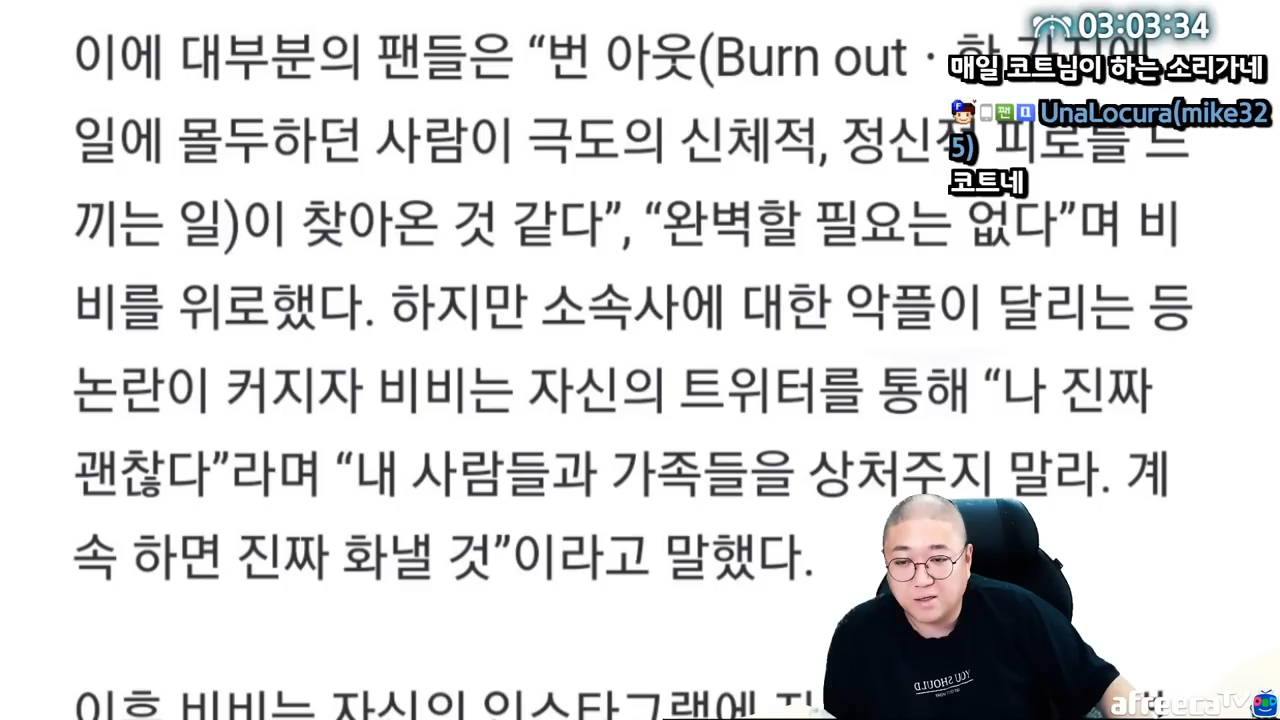 03:03:34
이에 대부분의 팬들은 “번 아웃(Burn out ·
매일 코트님이 하는 소리가네
UnaLocura(mike32
5)
일에 몰두하던 사람이 극도의 신체적, 정신적 피로를 느
코트네
끼는 일)이 찾아온 것 같다”, “완벽할 필요는 없다”며 비
비를 위로했다. 하지만 소속사에 대한 악플이 달리는 등
논란이 커지자 비비는 자신의 트위터를 통해 “나 진짜
괜찮다”라며 “내 사람들과 가족들을 상처주지 말라. 계
속 하면 진짜 화낼 것”이라고 말했다.
YOU SHOULD
이후 비비는 자신의 인스타그램에
afreecaTV